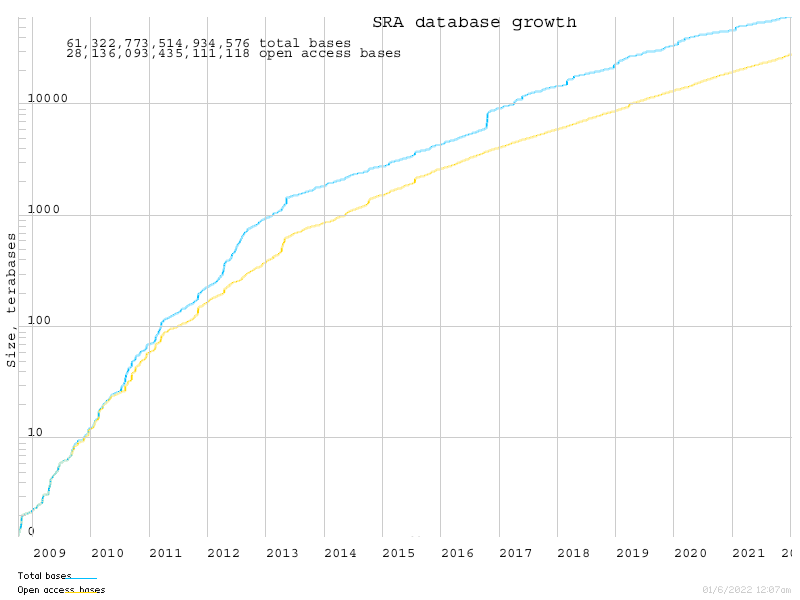 SRA database growth
61,322,773,514,934,576 total bases
28,136,093,435,111,118 open access bases
10000
1000
100
10
0
Size, terabases
2009 2010 2011 2012 2013 2014 2015 2016 2017 2018 2019 2020 2021 20
Total bases
Open access bases
01/6/2022 12:07am